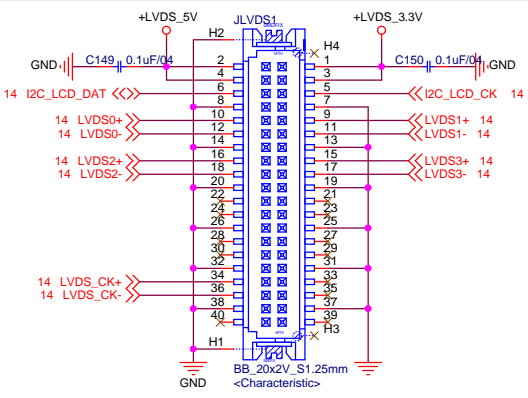 +LVDS_5V JLVDS1 +LVDS_3.3V
H2
H4
GND C149 0.1uF/04 2 1 C150 0.1uF/04 GND
4 3
14 I2C_LCD_DAT 6 5 I2C_LCD_CK 14
8 7
14 LVDS0+ 10 9 LVDS1+ 14
14 LVDS0- 12 11 LVDS1- 14
14 13
14 LVDS2+ 16 15 LVDS3+ 14
14 LVDS2- 18 17 LVDS3- 14
20 19
22 21
24 23
26 25
28 27
30 29
32 31
14 LVDS_CK+ 34 33
14 LVDS_CK- 36 35
38 37
40 39
H3
H1
BB_20x2V_S1.25mm
GND <Characteristic>